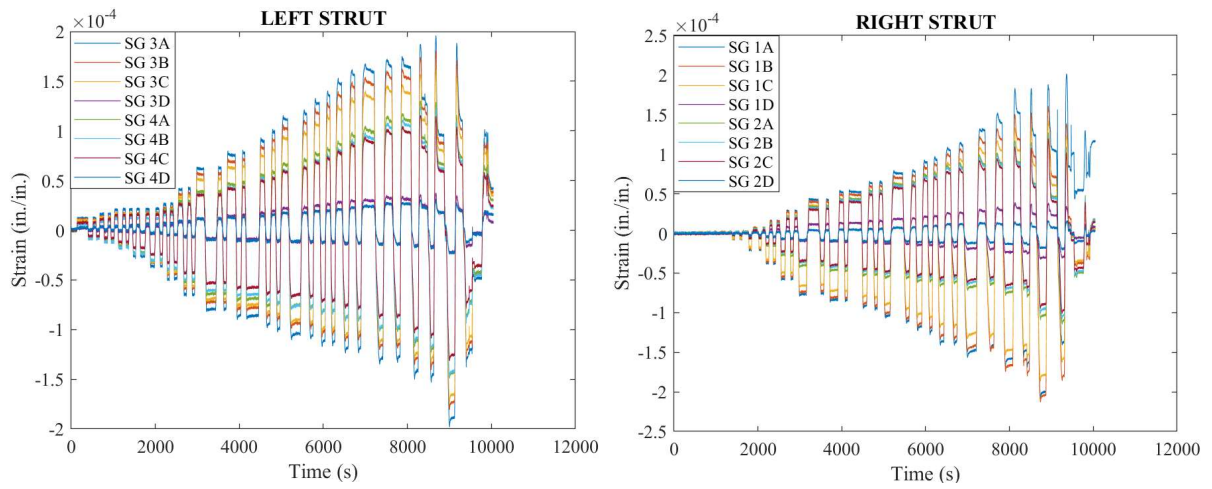 LEFT STRUT
×10⁻⁴
2
1.5
1
0.5
0
-0.5
-1
-1.5
-2
Strain (in./in.)
SG 3A
SG 3B
SG 3C
SG 3D
SG 4A
SG 4B
SG 4C
SG 4D
0 2000 4000 6000 8000 10000 12000
Time (s)
RIGHT STRUT
×10⁻⁴
2.5
2
1.5
1
0.5
0
-0.5
-1
-1.5
-2
-2.5
Strain (in./in.)
SG 1A
SG 1B
SG 1C
SG 1D
SG 2A
SG 2B
SG 2C
SG 2D
0 2000 4000 6000 8000 10000 12000
Time (s)